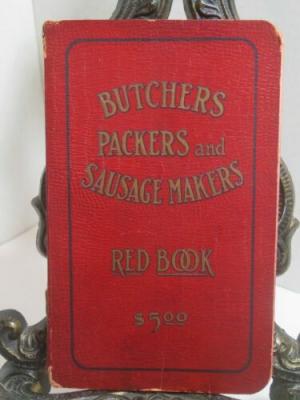 BUTCHERS
PACKERS and
SAUSAGE MAKERS
RED BOOK
$5.00